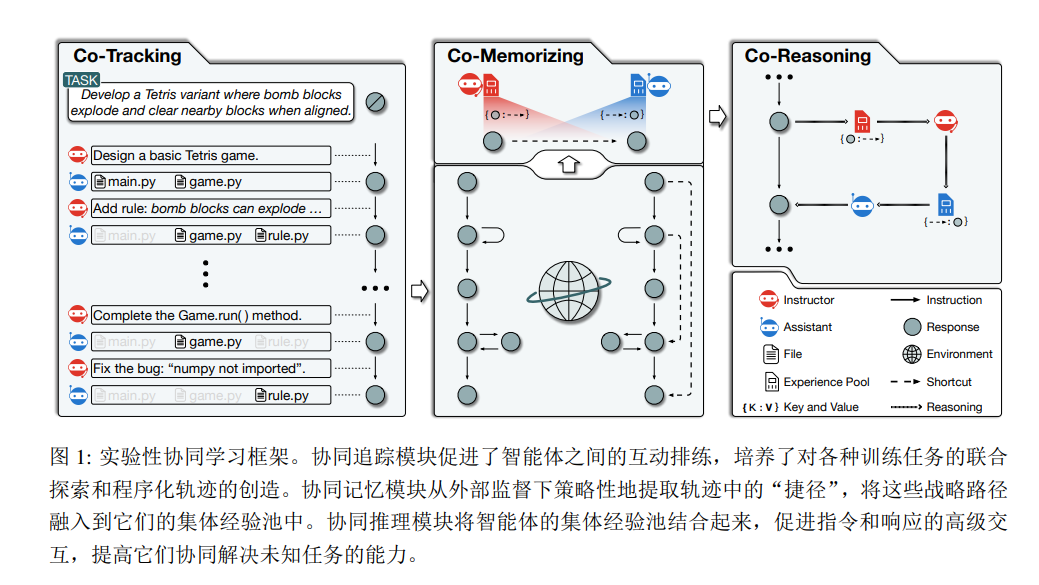 Co-Tracking
TASK
Develop a Tetris variant where bomb blocks
explode and clear nearby blocks when aligned.
Design a basic Tetris game.
main.py game.py
Add rule: bomb blocks can explode …
main.py game.py rule.py
Complete the Game.run( ) method.
main.py game.py rule.py
Fix the bug: “numpy not imported”.
main.py game.py rule.py
Co-Memorizing
Co-Reasoning
Instructor
Instruction
Assistant
Response
File
Environment
Experience Pool
Shortcut
{ K : V } Key and Value
Reasoning
图 1: 实验性协同学习框架。协同追踪模块促进了智能体之间的互动排练，培养了对各种训练任务的联合
探索和程序化轨迹的创造。协同记忆模块从外部监督下策略性地提取轨迹中的“捷径”，将这些战略路径
融入到它们的集体经验池中。协同推理模块将智能体的集体经验池结合起来，促进指令和响应的高级交
互，提高它们协同解决未知任务的能力。